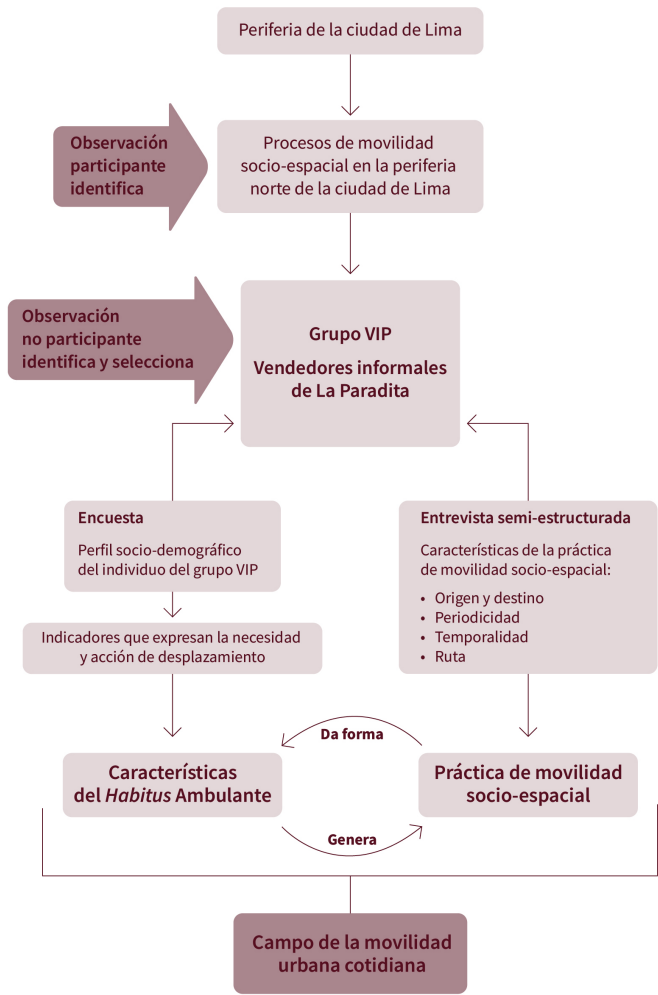 Periferia de la ciudad de Lima
Observación
participante
identifica
Procesos de movilidad
socio-espacial en la periferia
norte de la ciudad de Lima
Observación
no participante
identifica y selecciona
Grupo VIP
Vendedores informales
de La Paradita
Encuesta
Perfil socio-demográfico
del individuo del grupo VIP
Indicadores que expresan la necesidad
y acción de desplazamiento
Entrevista semi-estructurada
Características de la práctica
de movilidad socio-espacial:
• Origen y destino
• Periodicidad
• Temporalidad
• Ruta
Da forma
Características
del Habitus Ambulante
Práctica de movilidad
socio-espacial
Genera
Campo de la movilidad
urbana cotidiana